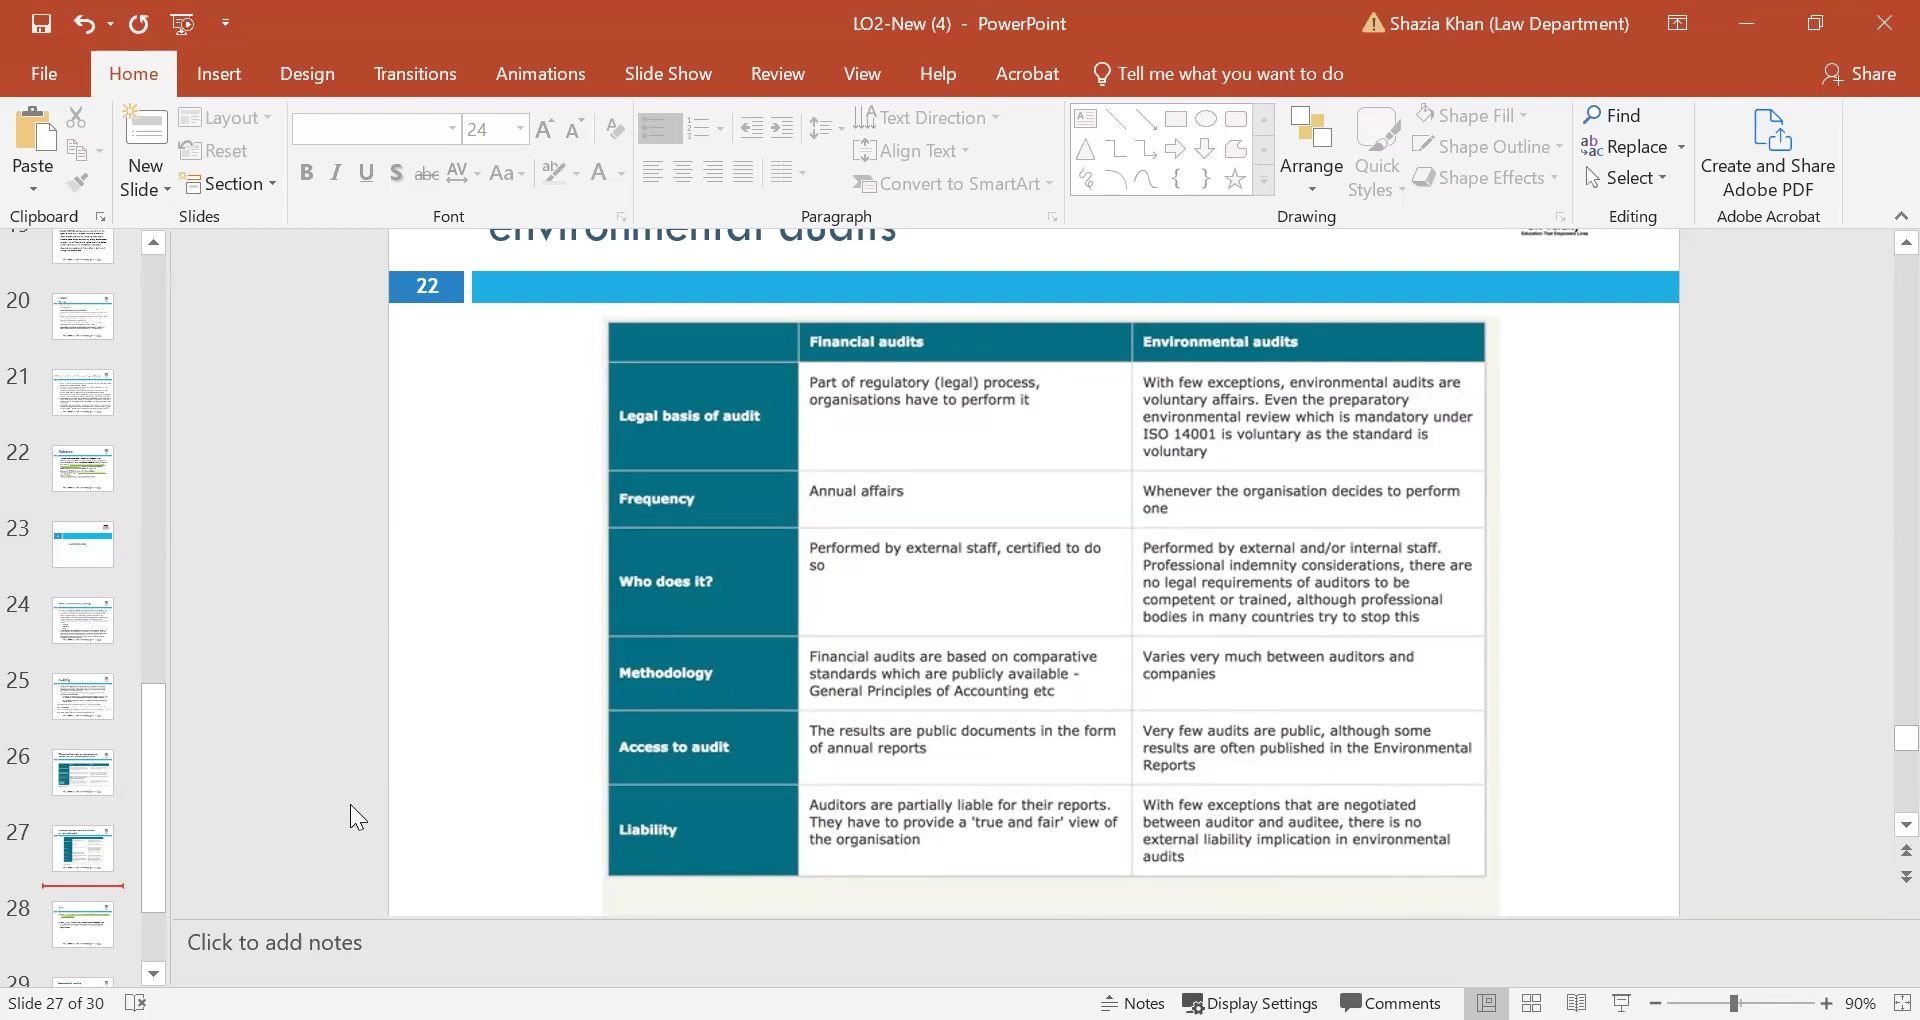 LO2-New (4) - PowerPoint
Shazia Khan (Law Department)
File Home Insert Design Transitions Animations Slide Show Review View Help Acrobat Tell me what you want to do Share
Paste
Clipboard
New
Slide
Layout
Reset
Section
Slides
24
B I U S abc AV Aa A
Font
Text Direction
Align Text
Convert to SmartArt
Paragraph
Arrange
Quick
Styles
Shape Fill
Shape Outline
Shape Effects
Drawing
Find
Replace
Select
Editing
Create and Share
Adobe PDF
Adobe Acrobat
20
21
22
23
24
25
26
27
28
29
environmental audits
22
Financial audits
Environmental audits
Legal basis of audit
Part of regulatory (legal) process,
organisations have to perform it
With few exceptions, environmental audits are
voluntary affairs. Even the preparatory
environmental review which is mandatory under
ISO 14001 is voluntary as the standard is
voluntary
Frequency
Annual affairs
Whenever the organisation decides to perform
one
Who does it?
Performed by external staff, certified to do
so
Performed by external and/or internal staff.
Professional indemnity considerations, there are
no legal requirements of auditors to be
competent or trained, although professional
bodies in many countries try to stop this
Methodology
Financial audits are based on comparative
standards which are publicly available -
General Principles of Accounting etc
Varies very much between auditors and
companies
Access to audit
The results are public documents in the form
of annual reports
Very few audits are public, although some
results are often published in the Environmental
Reports
Liability
Auditors are partially liable for their reports.
They have to provide a 'true and fair' view of
the organisation
With few exceptions that are negotiated
between auditor and auditee, there is no
external liability implication in environmental
audits
Click to add notes
Slide 27 of 30
Notes
Display Settings
Comments
90%